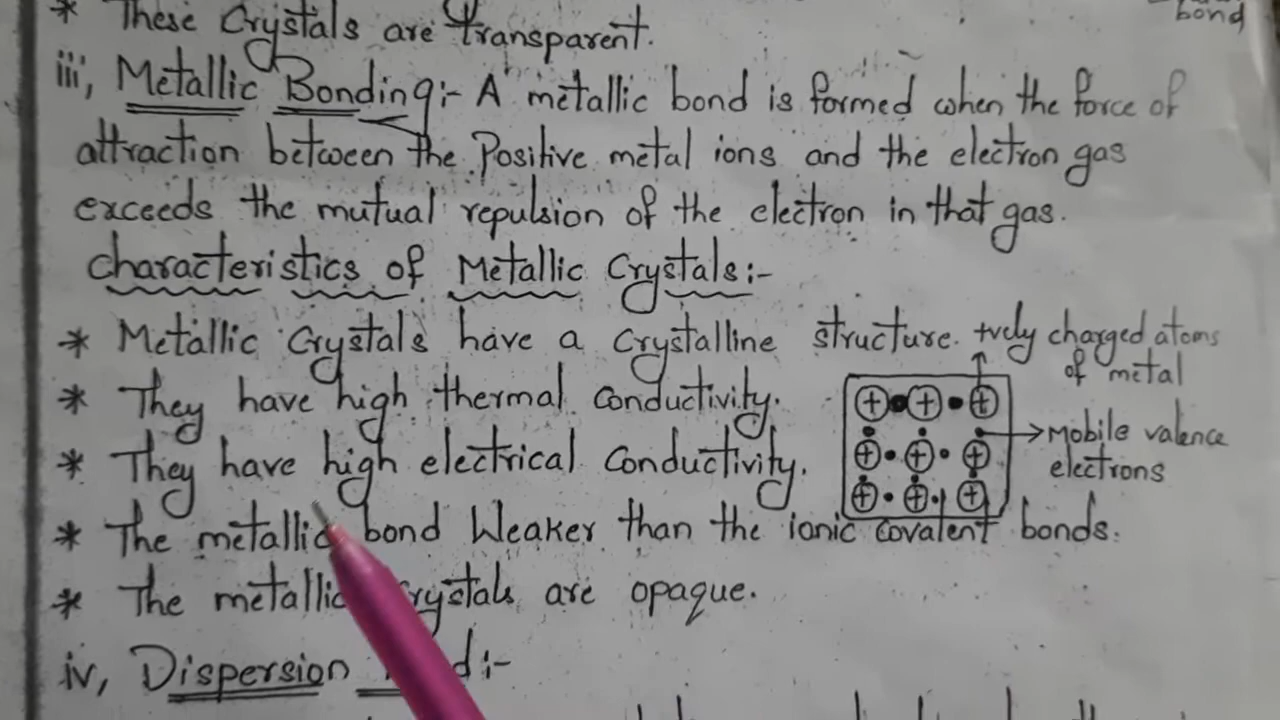 * These Crystals are transparent.
bond
iii, Metallic Bonding:- A metallic bond is formed when the force of
attraction between the Positive metal ions and the electron gas
exceeds the mutual repulsion of the electron in that gas.
Characteristics of Metallic Crystals:-
* Metallic Crystals have a Crystalline structure.
+vely charged atoms
of metal
* They have high thermal conductivity.
* They have high electrical Conductivity.
Mobile valence
electrons
* The metallic bond Weaker than the ionic covalent bonds.
* The metallic crystals are opaque.
iv, Dispersion